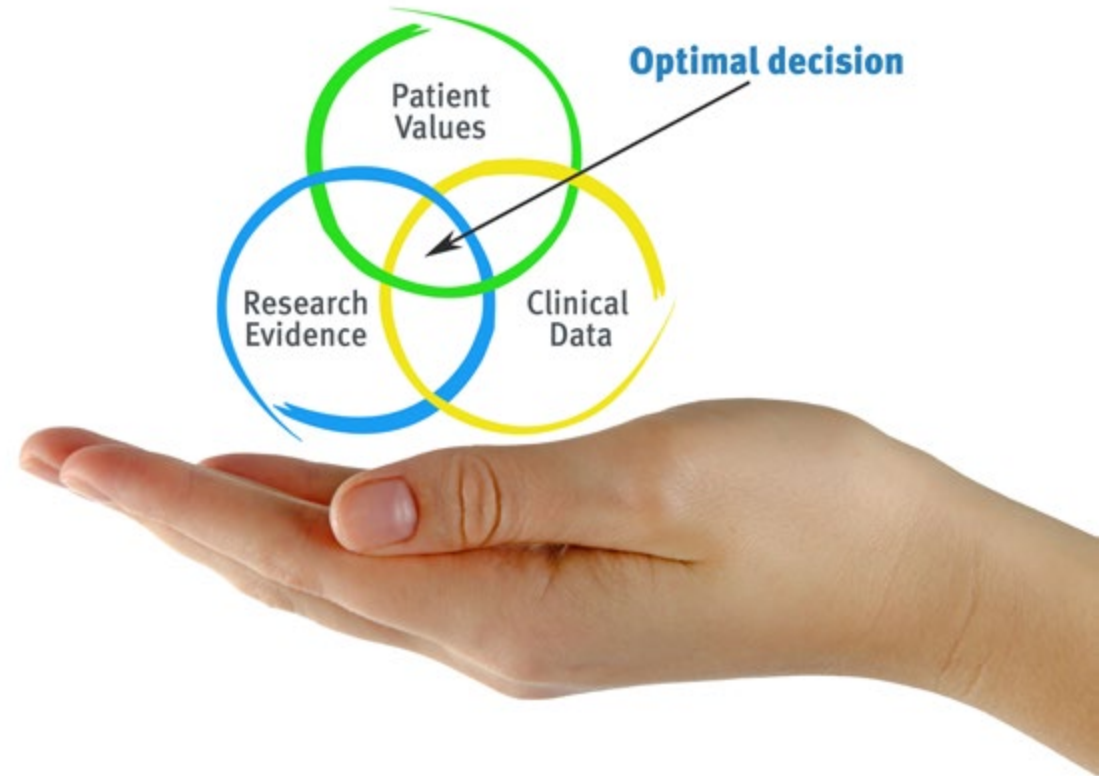 Optimal decision
Patient
Values
Research
Evidence
Clinical
Data